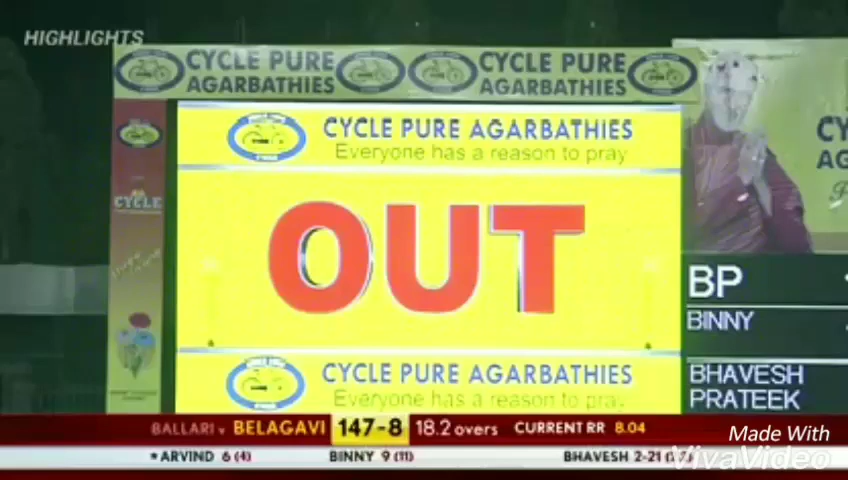 HIGHLIGHTS
CYCLE PURE AGARBATHIES
CYCLE PURE AGARBATHIES
CYCLE PURE AGARBATHIES
Everyone has a reason to pray
CYCLE
OUT
BP
BINNY
BHAVESH
PRATEEK
CYCLE PURE AGARBATHIES
Everyone has a reason to pray
BALLARI v BELAGAVI 147-8 18.2 overs CURRENT RR 8.04
*ARVIND 6 (4) BINNY 9 (11) BHAVESH 2-21
Made With
VivaVideo